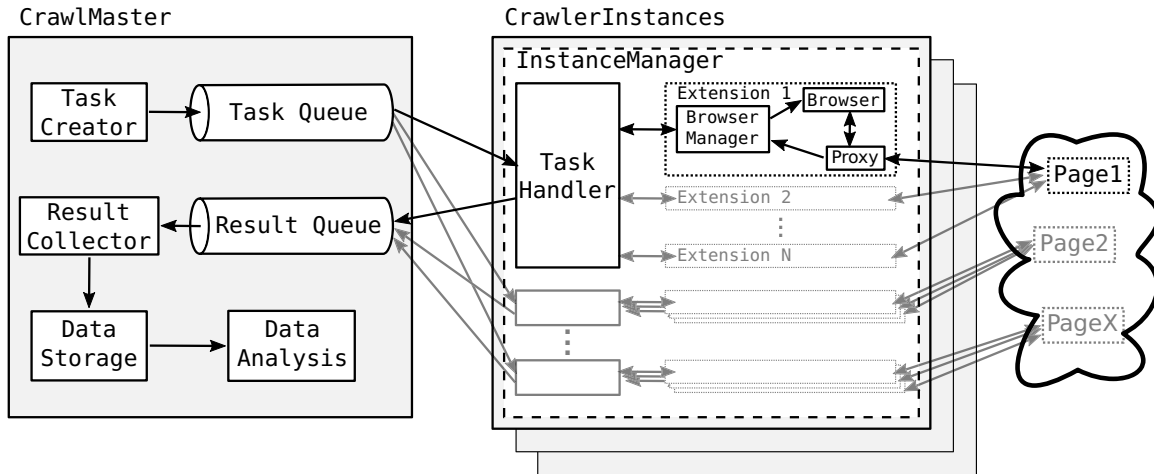 CrawlMaster
Task
Creator
Task Queue
Result
Collector
Result Queue
Data
Storage
Data
Analysis
CrawlerInstances
InstanceManager
Task
Handler
Extension 1
Browser
Manager
Browser
Proxy
Extension 2
⋮
Extension N
⋮
⋮
Page1
Page2
PageX